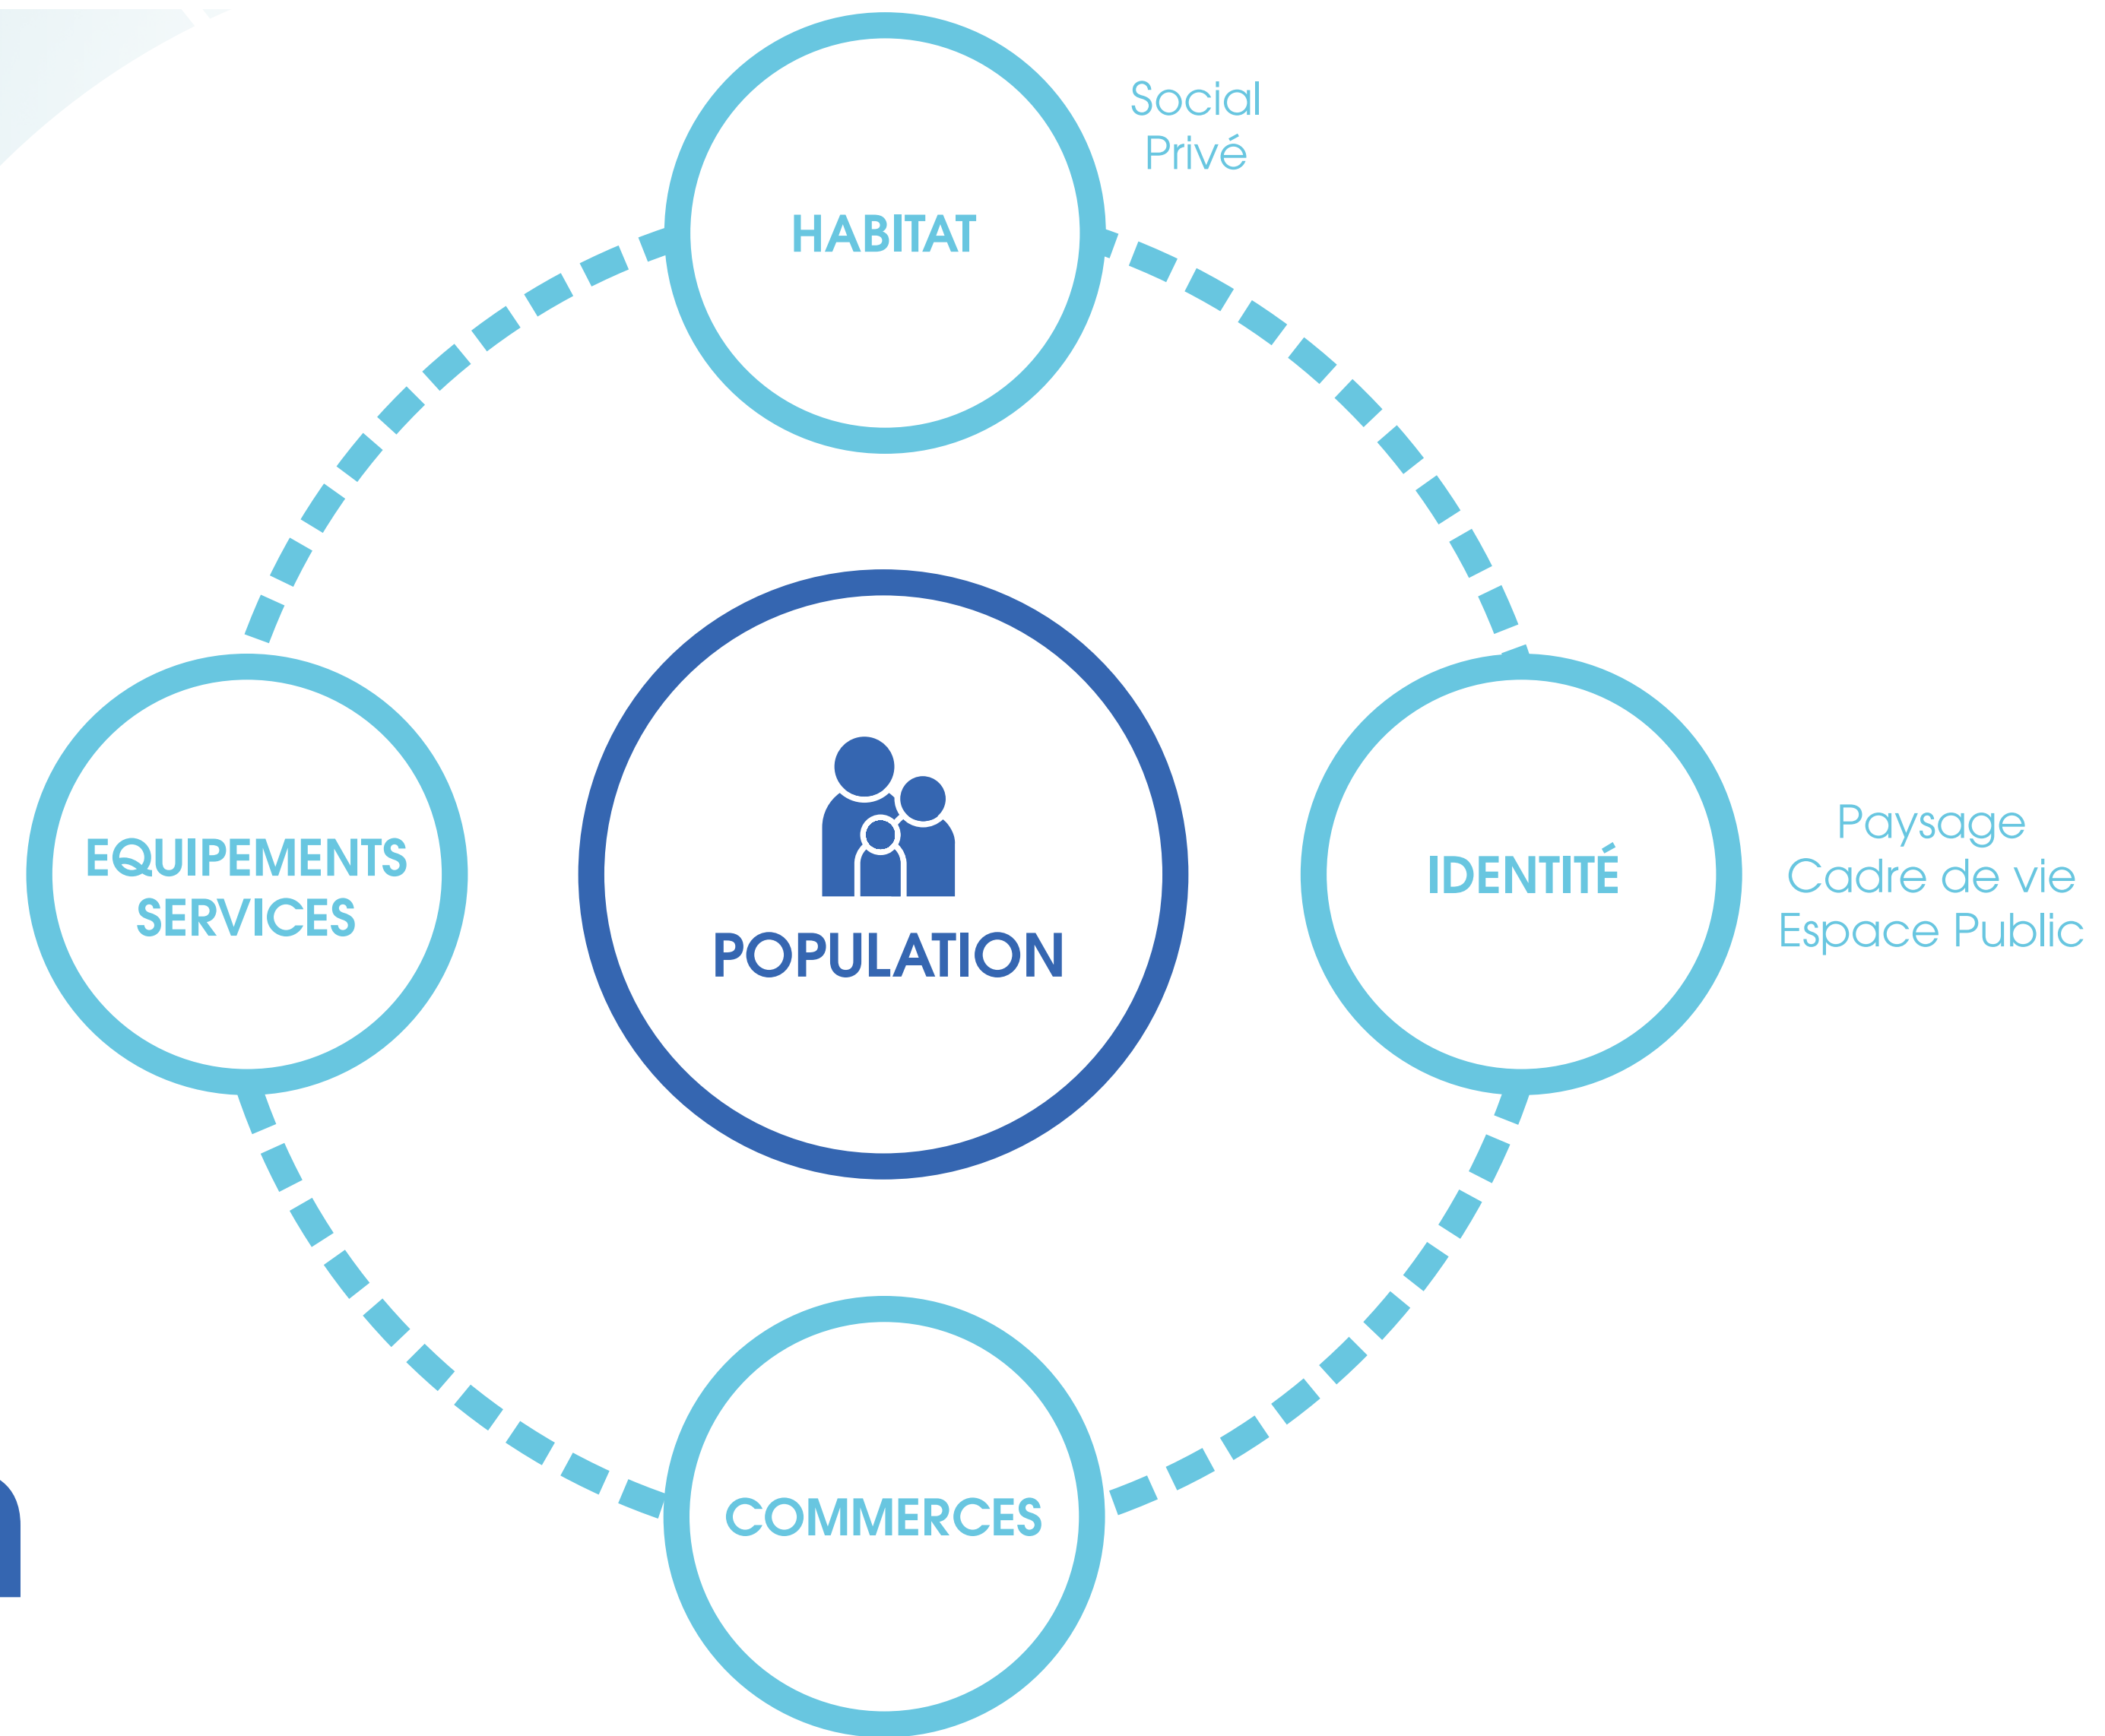 Social
Privé
HABITAT
EQUIPEMENTS
SERVICES
POPULATION
IDENTITÉ
Paysage
Cadre de vie
Espace Public
COMMERCES